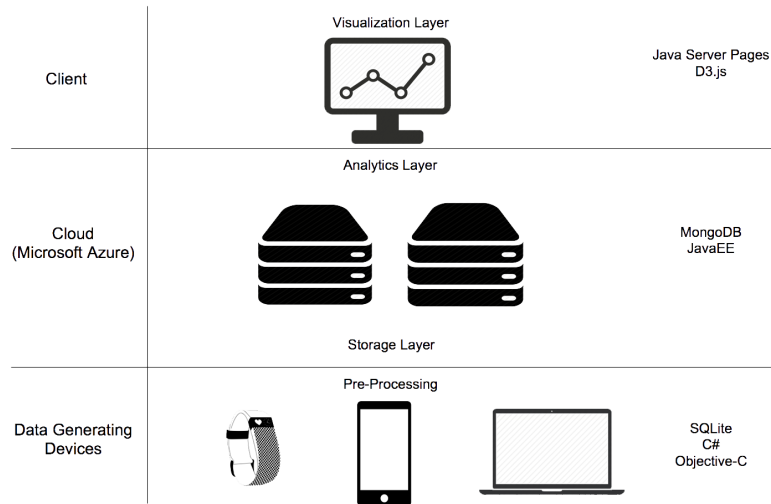 Visualization Layer
Client
Java Server Pages
D3.js
Analytics Layer
Cloud
(Microsoft Azure)
MongoDB
JavaEE
Storage Layer
Pre-Processing
Data Generating
Devices
SQLite
C#
Objective-C